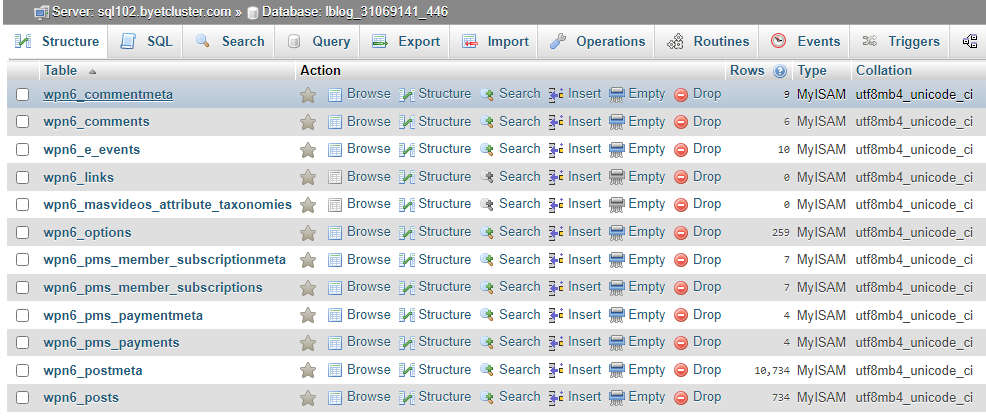 Server: sql102.byetcluster.com » Database: lblog_31069141_446
Structure SQL Search Query Export Import Operations Routines Events Triggers
Table Action Rows Type Collation
wpn6_commentmeta Browse Structure Search Insert Empty Drop 9 MyISAM utf8mb4_unicode_ci
wpn6_comments Browse Structure Search Insert Empty Drop 6 MyISAM utf8mb4_unicode_ci
wpn6_e_events Browse Structure Search Insert Empty Drop 10 MyISAM utf8mb4_unicode_ci
wpn6_links Browse Structure Search Insert Empty Drop 0 MyISAM utf8mb4_unicode_ci
wpn6_masvideos_attribute_taxonomies Browse Structure Search Insert Empty Drop 0 MyISAM utf8mb4_unicode_ci
wpn6_options Browse Structure Search Insert Empty Drop 259 MyISAM utf8mb4_unicode_ci
wpn6_pms_member_subscriptionmeta Browse Structure Search Insert Empty Drop 7 MyISAM utf8mb4_unicode_ci
wpn6_pms_member_subscriptions Browse Structure Search Insert Empty Drop 7 MyISAM utf8mb4_unicode_ci
wpn6_pms_paymentmeta Browse Structure Search Insert Empty Drop 4 MyISAM utf8mb4_unicode_ci
wpn6_pms_payments Browse Structure Search Insert Empty Drop 4 MyISAM utf8mb4_unicode_ci
wpn6_postmeta Browse Structure Search Insert Empty Drop 10,734 MyISAM utf8mb4_unicode_ci
wpn6_posts Browse Structure Search Insert Empty Drop 734 MyISAM utf8mb4_unicode_ci